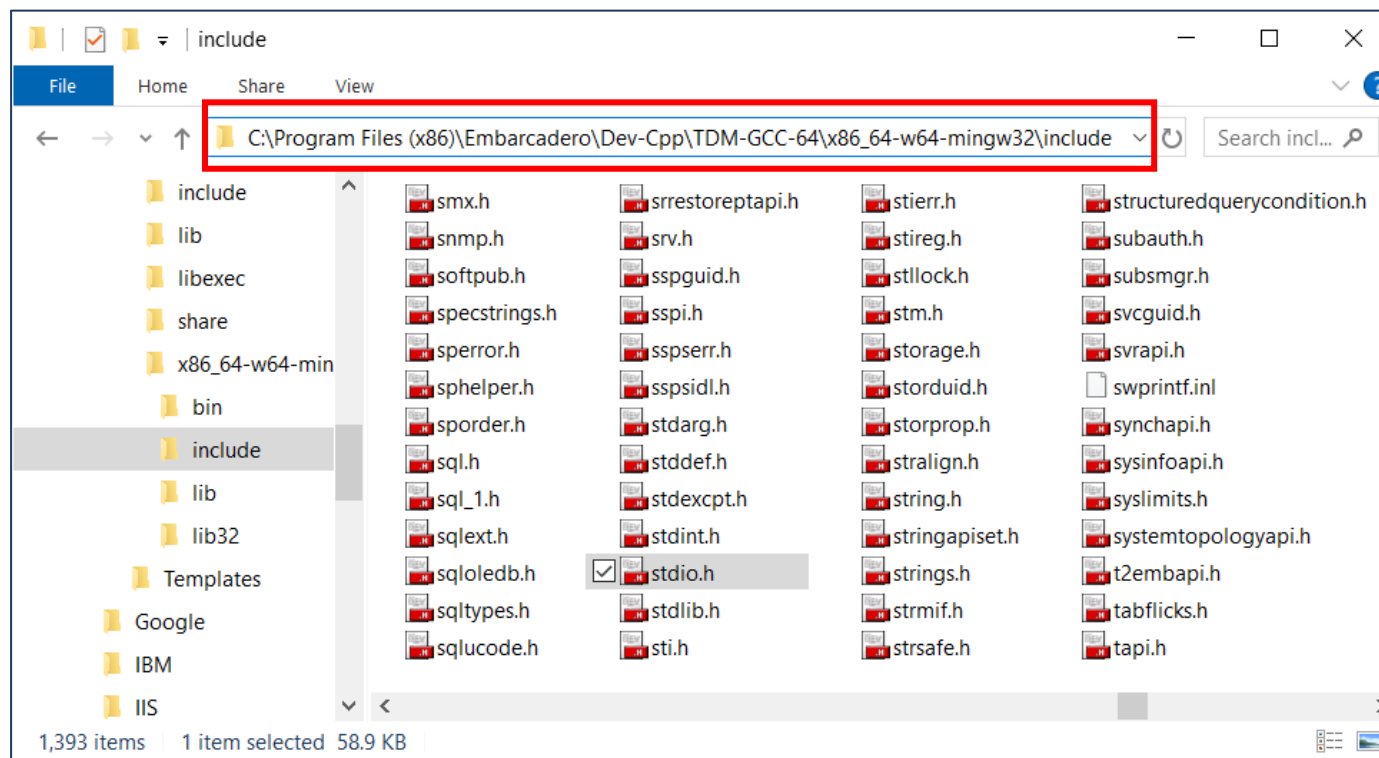 include
File Home Share View ?
C:\Program Files (x86)\Embarcadero\Dev-Cpp\TDM-GCC-64\x86_64-w64-mingw32\include Search incl...
include
lib
libexec
share
x86_64-w64-min
bin
include
lib
lib32
Templates
Google
IBM
IIS
smx.h srrestoreptapi.h stierr.h structuredquerycondition.h
snmp.h srv.h stireg.h subauth.h
softpub.h sspguid.h stllock.h subsmgr.h
specstrings.h sspi.h stm.h svcguid.h
sperror.h sspserr.h storage.h svrapi.h
sphelper.h sspsidl.h storduid.h swprintf.inl
sporder.h stdarg.h storprop.h synchapi.h
sql.h stddef.h stralign.h sysinfoapi.h
sql_1.h stdexcpt.h string.h syslimits.h
sqlext.h stdint.h stringapiset.h systemtopologyapi.h
sqloledb.h stdio.h strings.h t2embapi.h
sqltypes.h stdlib.h strmif.h tabflicks.h
sqlucode.h sti.h strsafe.h tapi.h
1,393 items 1 item selected 58.9 KB